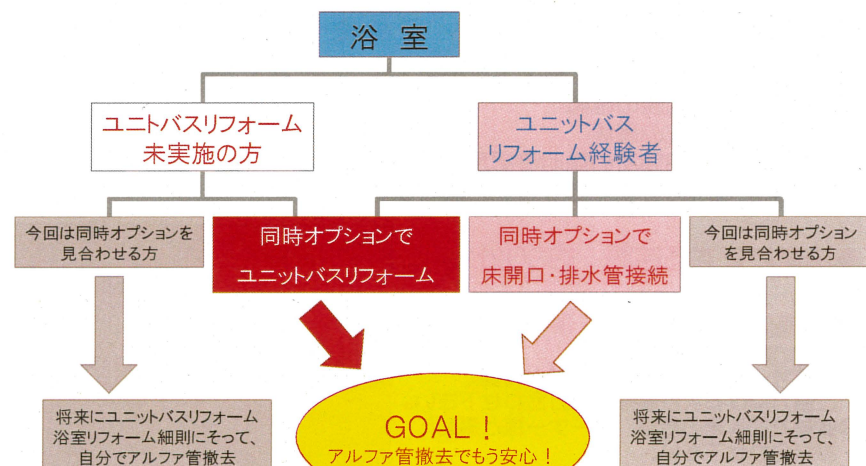 浴 室
ユニトバスリフォーム
未実施の方
ユニットバス
リフォーム経験者
今回は同時オプションを
見合わせる方
同時オプションで
ユニットバスリフォーム
同時オプションで
床開口・排水管接続
今回は同時オプション
を見合わせる方
将来にユニットバスリフォーム
浴室リフォーム細則にそって、
自分でアルファ管撤去
GOAL！
アルファ管撤去でもう安心！
将来にユニットバスリフォーム
浴室リフォーム細則にそって、
自分でアルファ管撤去